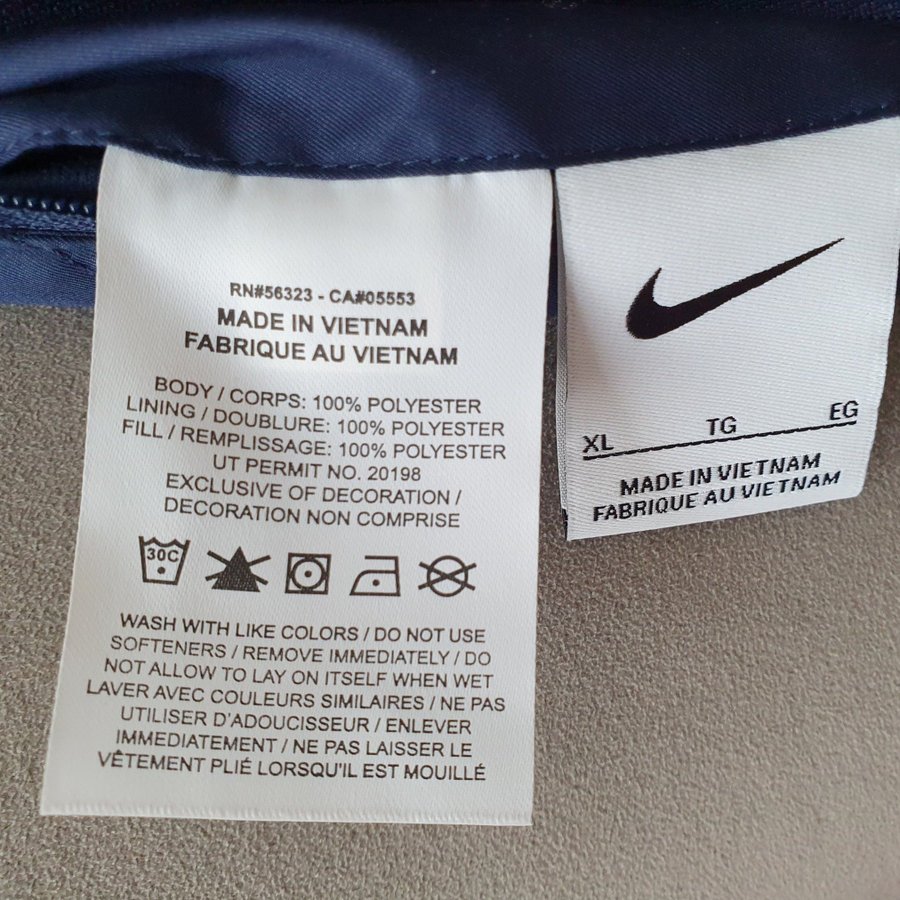 RN#56323 - CA#05553
MADE IN VIETNAM
FABRIQUE AU VIETNAM
BODY / CORPS: 100% POLYESTER
LINING / DOUBLURE: 100% POLYESTER
FILL / REMPLISSAGE: 100% POLYESTER
UT PERMIT NO. 20198
EXCLUSIVE OF DECORATION /
DECORATION NON COMPRISE
30C
WASH WITH LIKE COLORS / DO NOT USE
SOFTENERS / REMOVE IMMEDIATELY / DO
NOT ALLOW TO LAY ON ITSELF WHEN WET
LAVER AVEC COULEURS SIMILAIRES / NE PAS
UTILISER D'ADOUCISSEUR / ENLEVER
IMMEDIATEMENT / NE PAS LAISSER LE
VÊTEMENT PLIÉ LORSQU'IL EST MOUILLÉ
XL TG EG
MADE IN VIETNAM
FABRIQUE AU VIETNAM